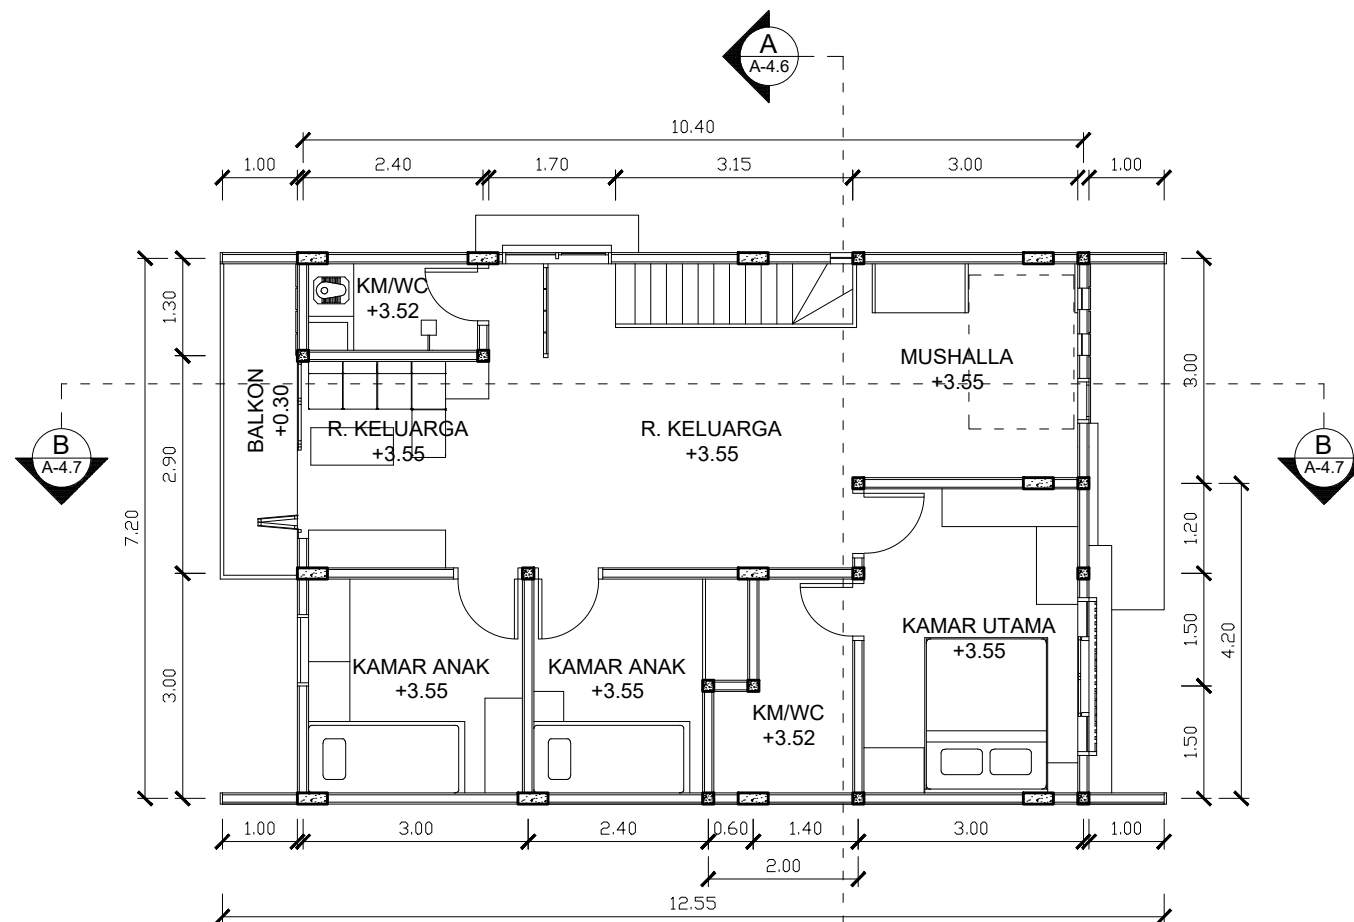 A
A-4.6
10.40
1.00
2.40
1.70
3.15
3.00
1.00
KM/WC
+3.52
1.30
MUSHALLA
+3.55
3.00
BALKON
+0.30
R. KELUARGA
+3.55
R. KELUARGA
+3.55
B
A-4.7
B
A-4.7
2.90
7.20
1.20
KAMAR UTAMA
+3.55
1.50
4.20
KAMAR ANAK
+3.55
KAMAR ANAK
+3.55
3.00
KM/WC
+3.52
1.50
1.00
3.00
2.40
0.60
1.40
3.00
1.00
2.00
12.55